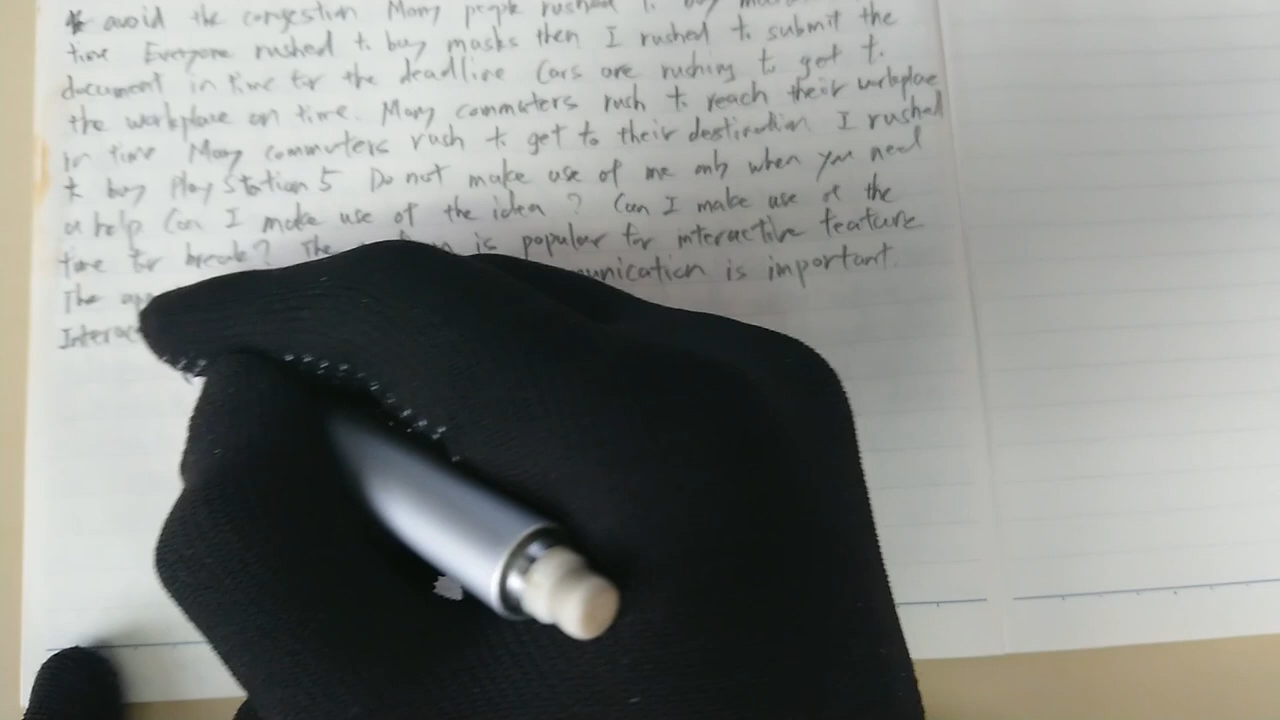 to avoid the congestion Many people rushed to buy
time Everyone rushed to buy masks then I rushed to submit the
document in time for the deadline Cars are rushing to get to
the workplace on time. Many commuters rush to reach their workplace
in time Many commuters rush to get to their destination I rushed
to buy PlayStation 5 Do not make use of me only when you need
a help Can I make use of the idea? Can I make use of the
time for break? The is popular for interactive feature
The is important.